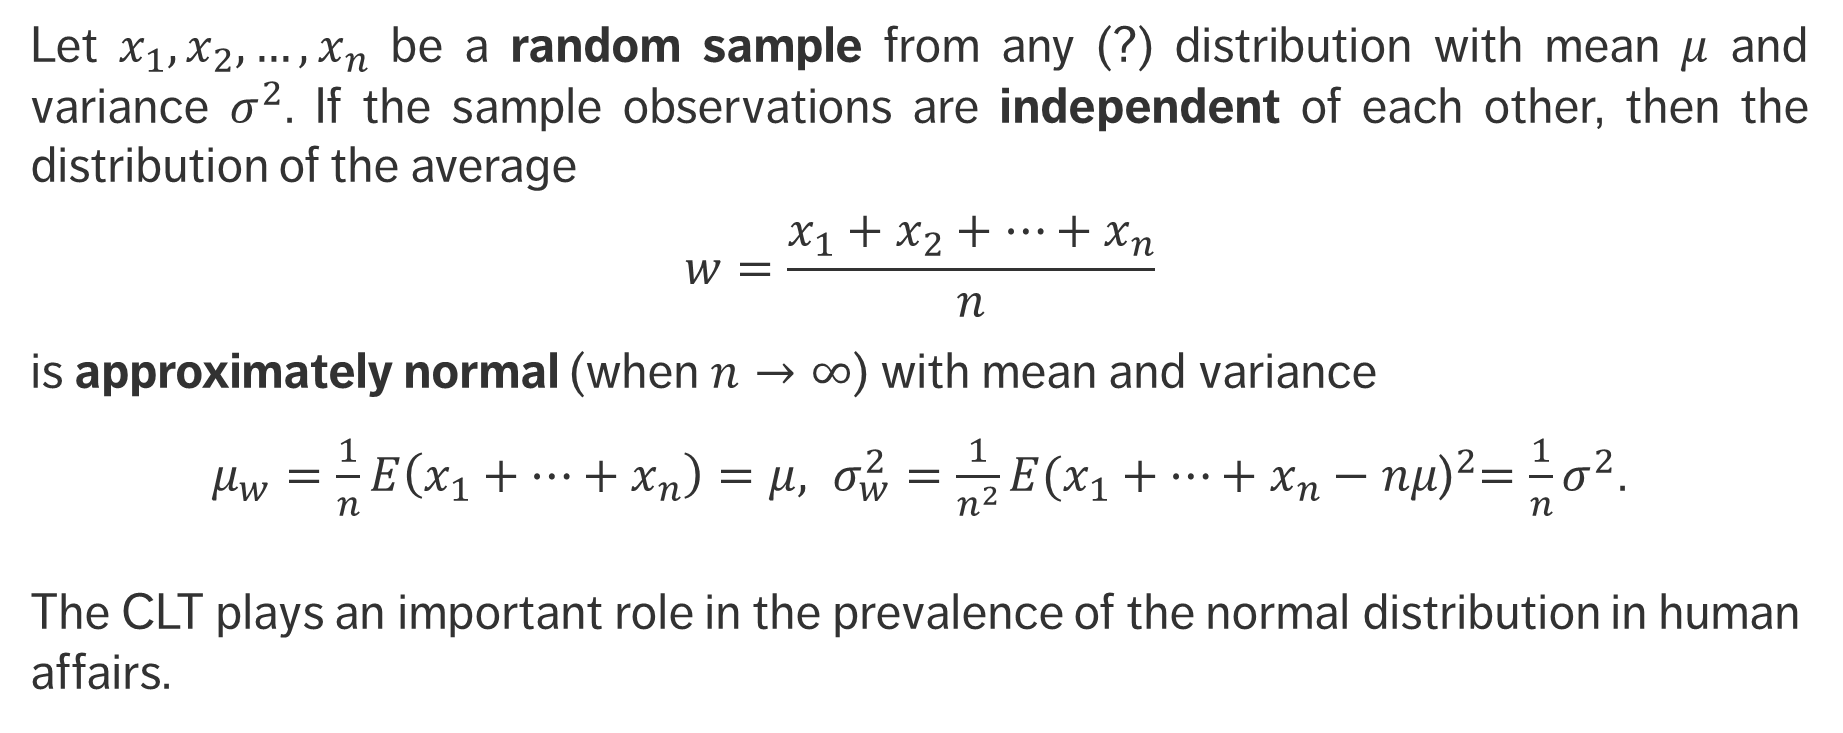 Let x₁, x₂, …, xₙ be a random sample from any (?) distribution with mean μ and
variance σ². If the sample observations are independent of each other, then the
distribution of the average
w = (x₁ + x₂ + ⋯ + xₙ) / n
is approximately normal (when n → ∞) with mean and variance
μ_w = 1/n E(x₁ + ⋯ + xₙ) = μ, σ_w² = 1/n² E(x₁ + ⋯ + xₙ − nμ)² = 1/n σ².
The CLT plays an important role in the prevalence of the normal distribution in human
affairs.